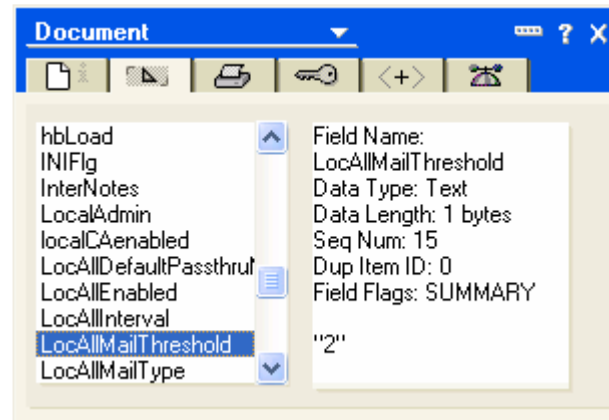 Document
?
X
<+>
hbLoad
INIFlg
InterNotes
LocalAdmin
localCAenabled
LocAllDefaultPassthru
LocAllEnabled
LocAllInterval
LocAllMailThreshold
LocAllMailType
Field Name:
LocAllMailThreshold
Data Type: Text
Data Length: 1 bytes
Seq Num: 15
Dup Item ID: 0
Field Flags: SUMMARY
"2"